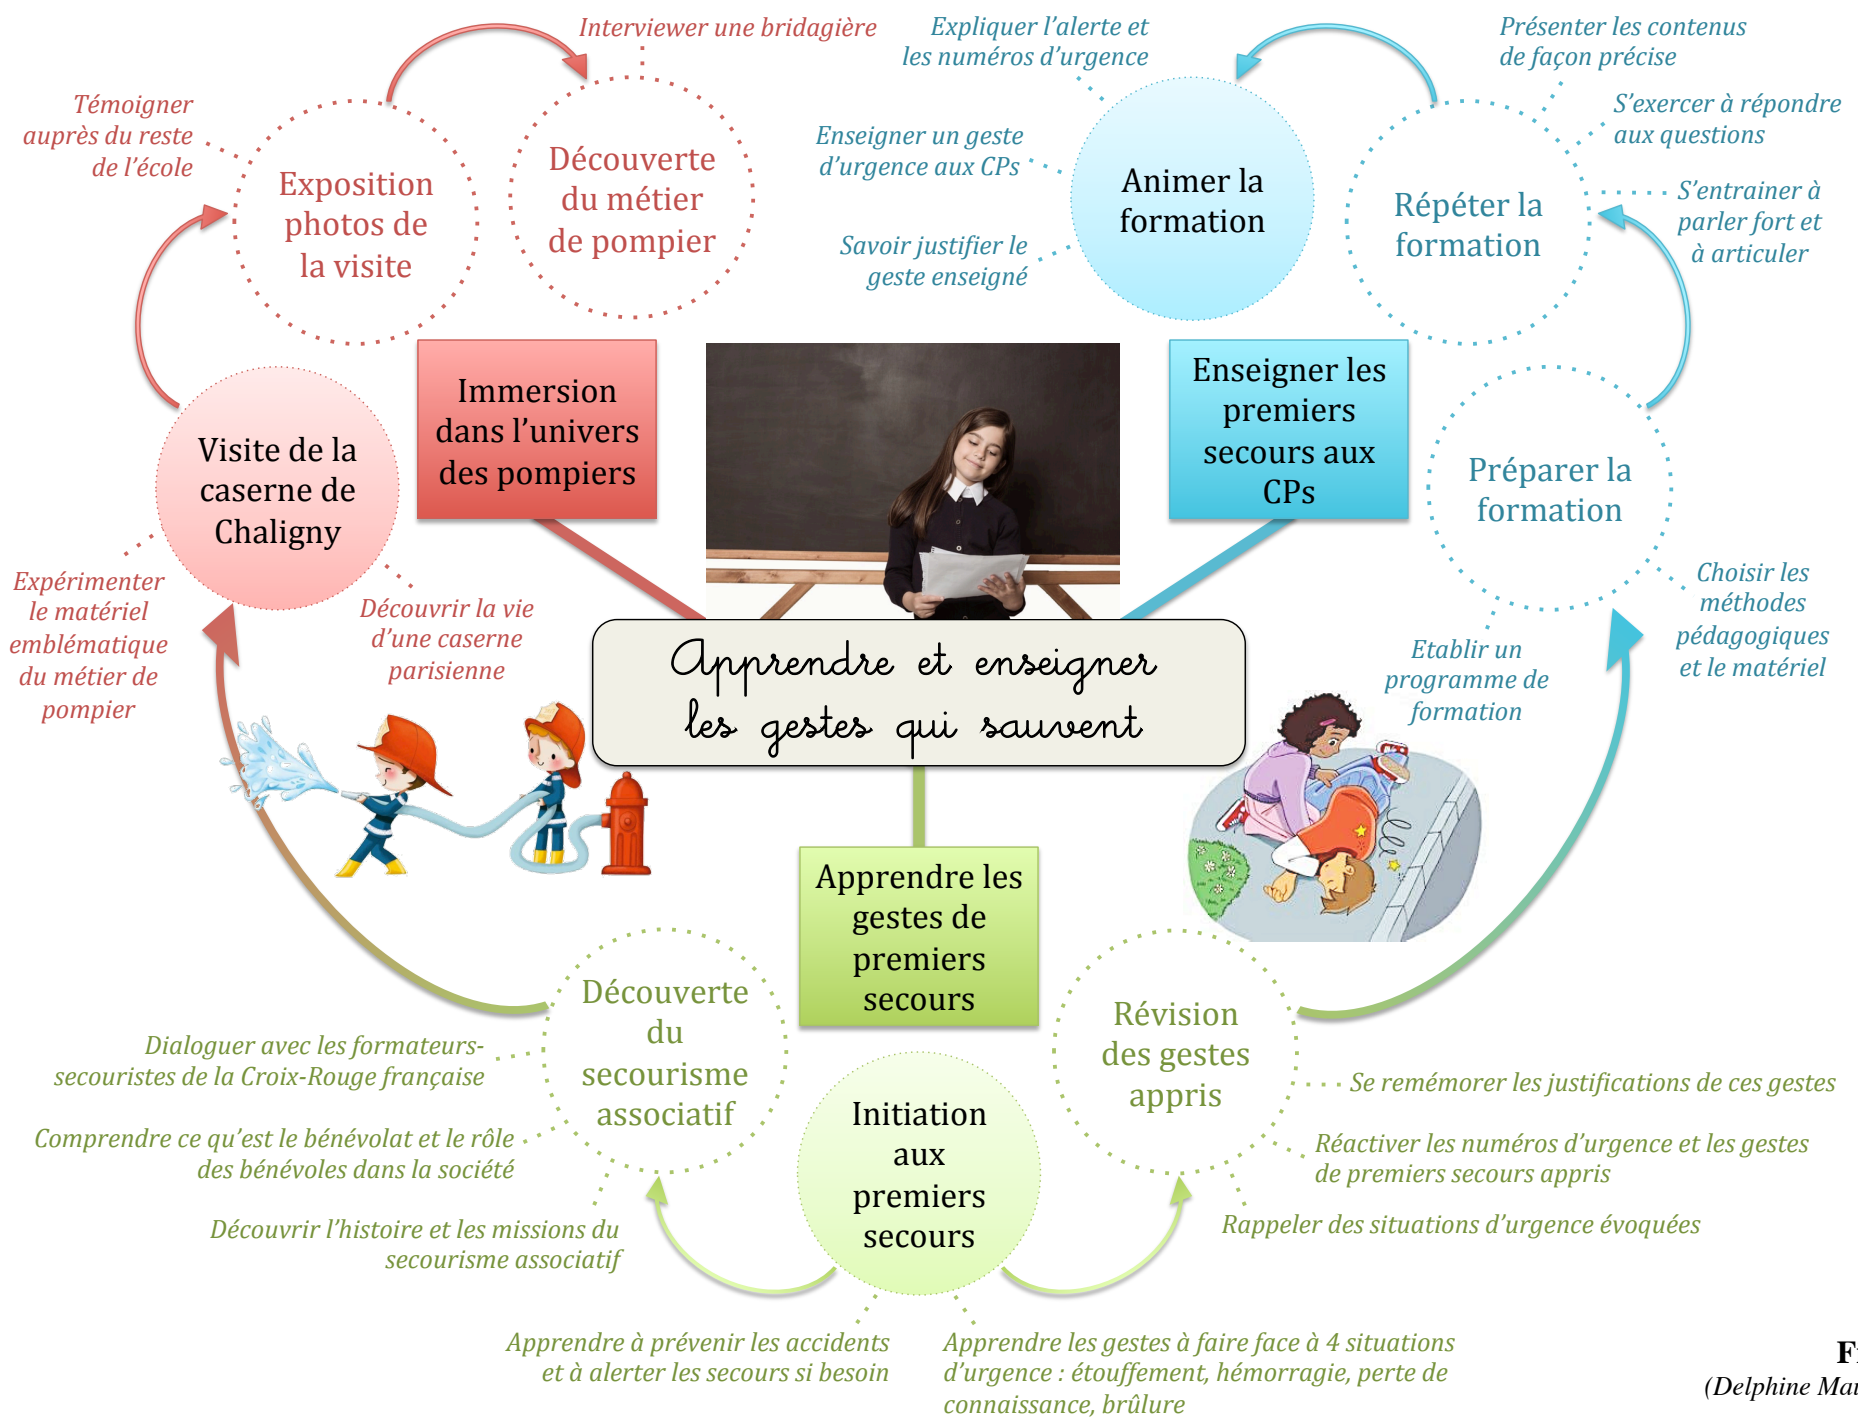 Interviewer une bridagière
Témoigner
auprès du reste
de l'école
Exposition
photos de
la visite
Découverte
du métier
de pompier
Expliquer l'alerte et
les numéros d'urgence
Enseigner un geste
d'urgence aux CPs
Savoir justifier le
geste enseigné
Animer la
formation
Présenter les contenus
de façon précise
S'exercer à répondre
aux questions
S'entrainer à
parler fort et
à articuler
Répéter la
formation
Immersion
dans l'univers
des pompiers
Enseigner les
premiers
secours aux
CPs
Visite de la
caserne de
Chaligny
Préparer la
formation
Expérimenter
le matériel
emblématique
du métier de
pompier
Découvrir la vie
d'une caserne
parisienne
Apprendre et enseigner
les gestes qui sauvent
Etablir un
programme de
formation
Choisir les
méthodes
pédagogiques
et le matériel
Apprendre les
gestes de
premiers
secours
Découverte
du
secourisme
associatif
Dialoguer avec les formateurs-
secouristes de la Croix-Rouge française
Comprendre ce qu'est le bénévolat et le rôle
des bénévoles dans la société
Découvrir l'histoire et les missions du
secourisme associatif
Initiation
aux
premiers
secours
Révision
des gestes
appris
Se remémorer les justifications de ces gestes
Réactiver les numéros d'urgence et les gestes
de premiers secours appris
Rappeler des situations d'urgence évoquées
Apprendre à prévenir les accidents
et à alerter les secours si besoin
Apprendre les gestes à faire face à 4 situations
d'urgence : étouffement, hémorragie, perte de
connaissance, brûlure
(Delphine